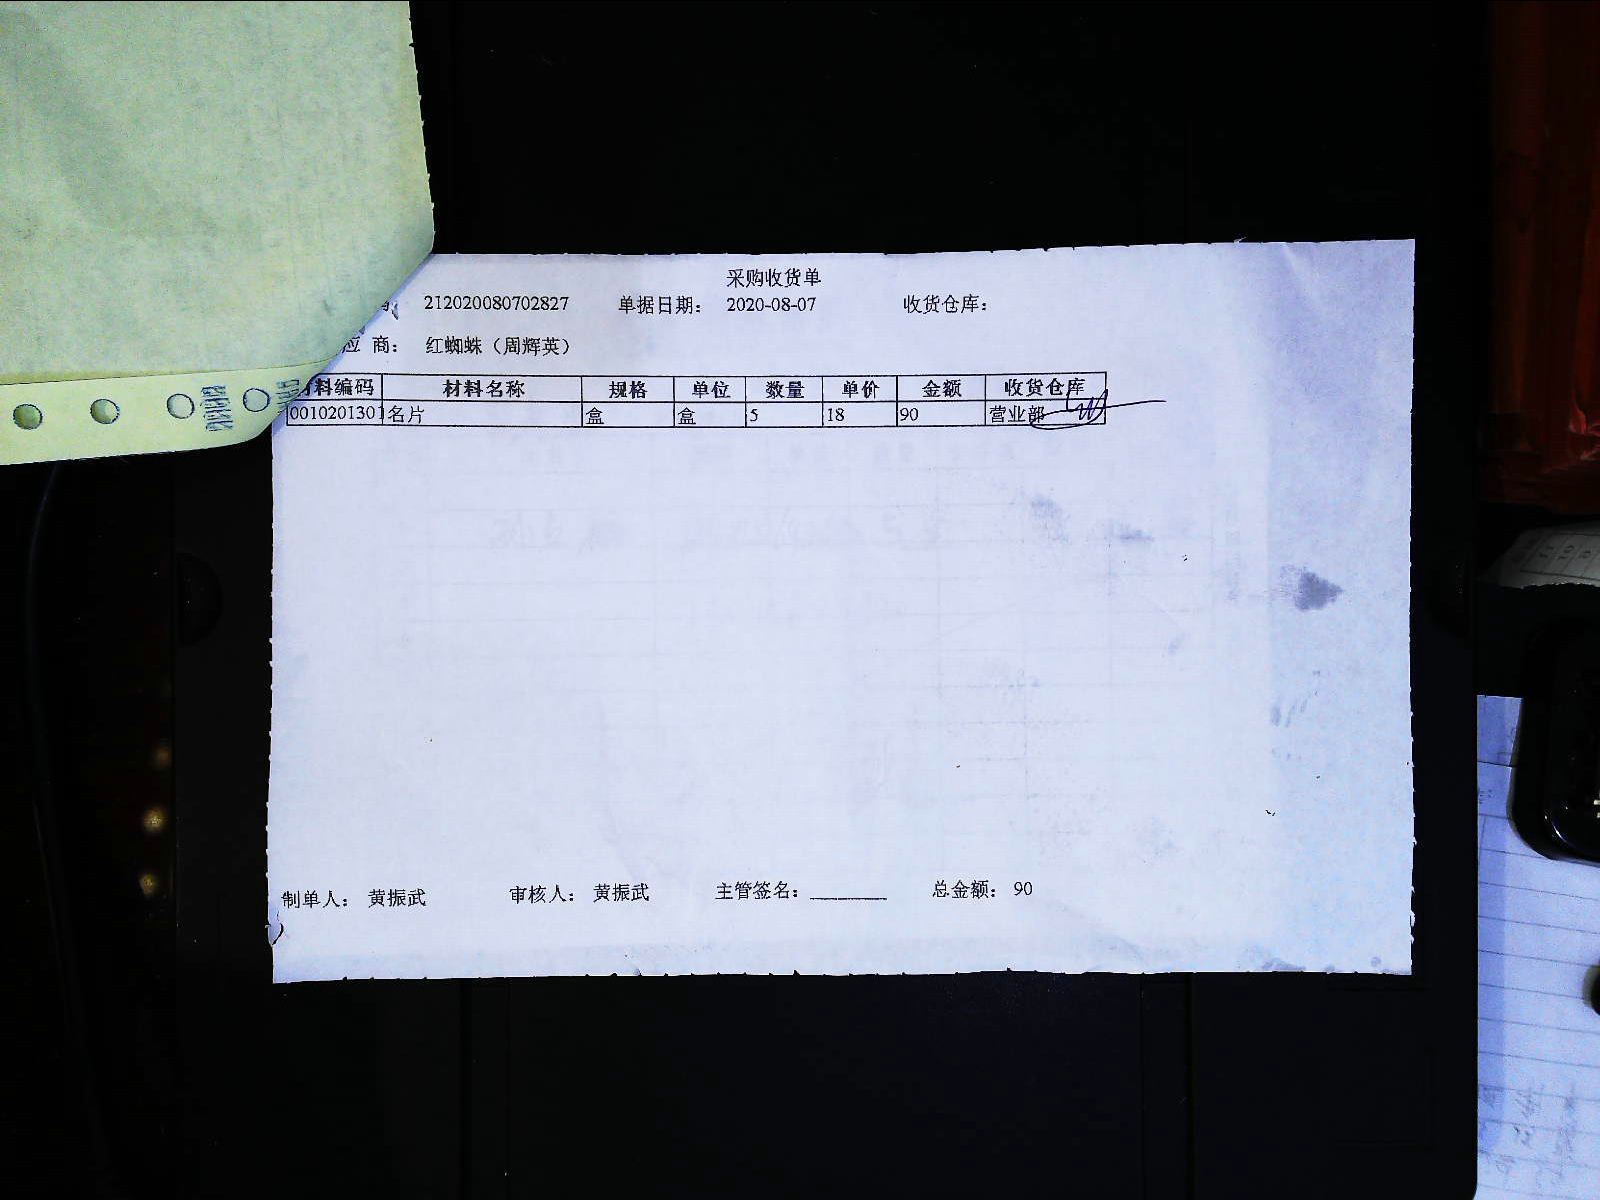 采购收货单
212020080702827 单据日期： 2020-08-07 收货仓库：
应 商： 红蜘蛛（周辉英）
材料编码 材料名称 规格 单位 数量 单价 金额 收货仓库
0010201301 名片 盒 盒 5 18 90 营业部
制单人： 黄振武 审核人： 黄振武 主管签名： 总金额： 90